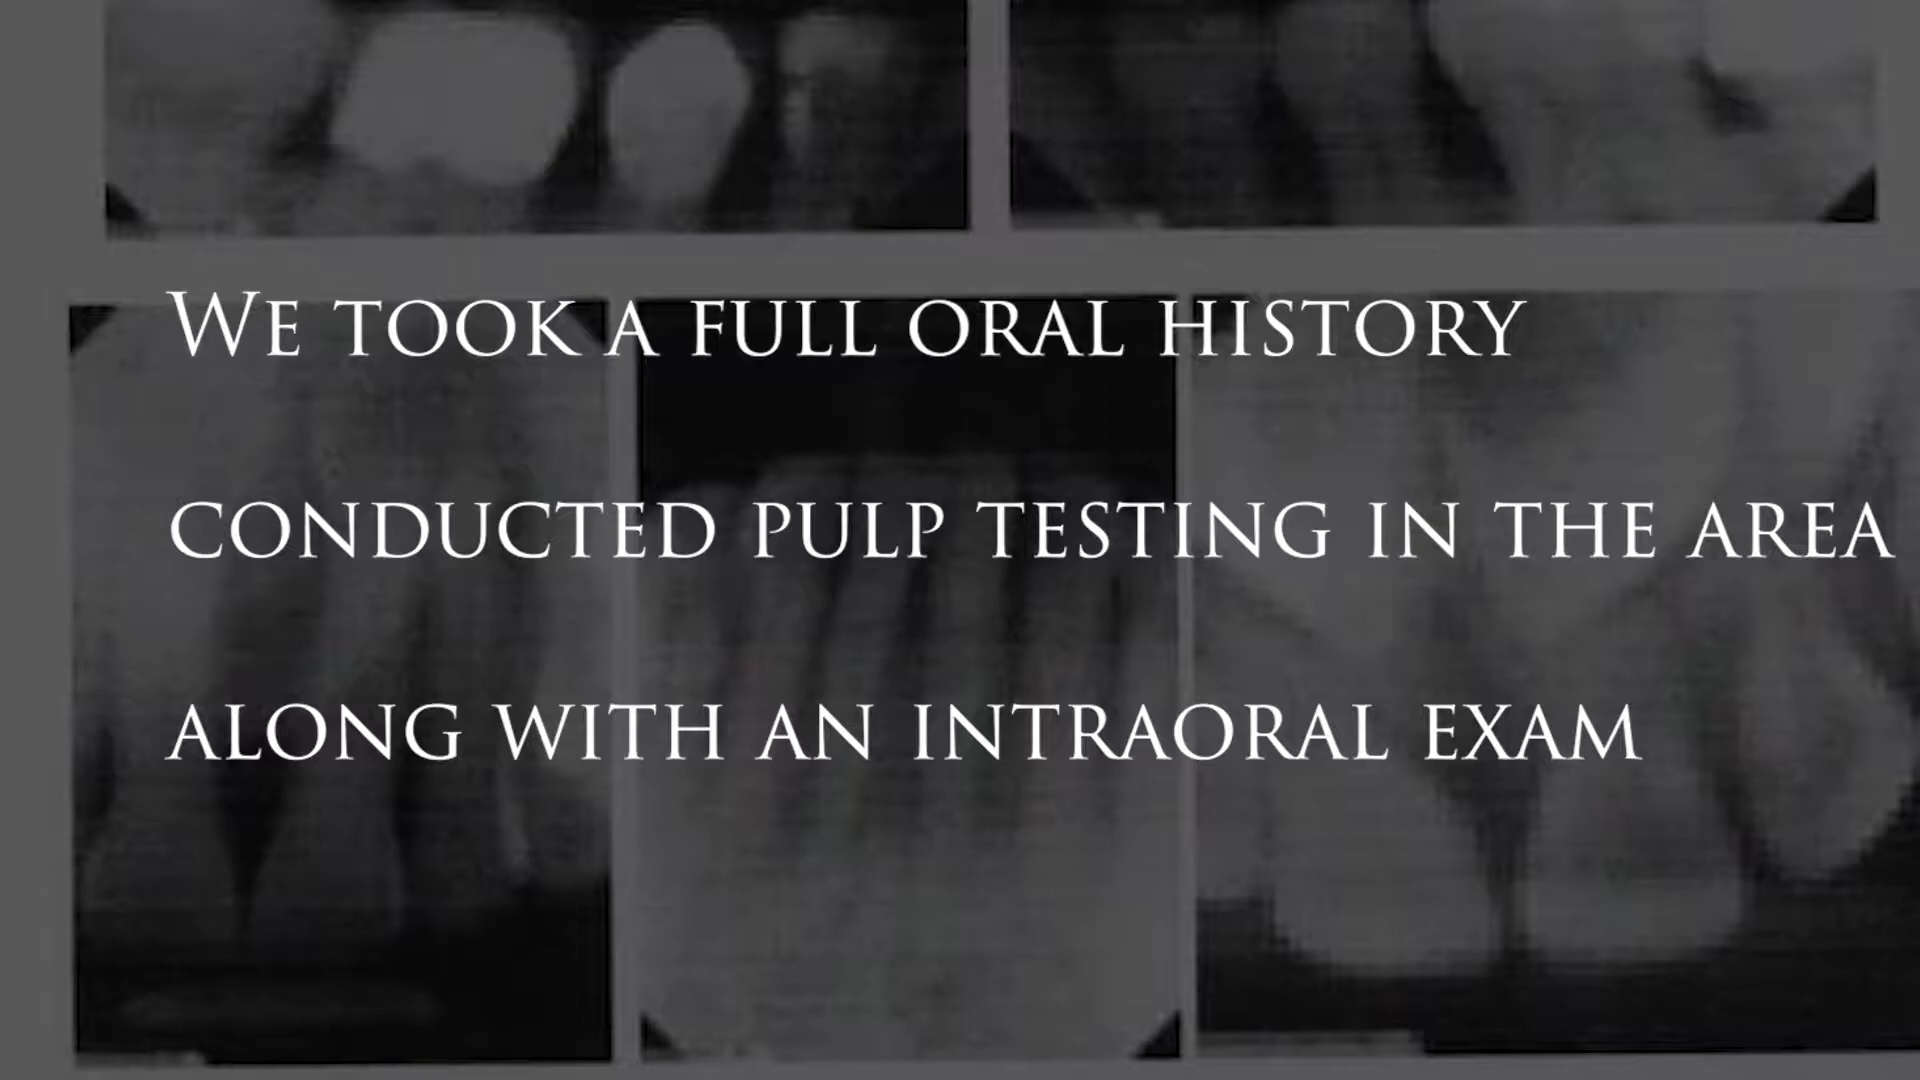 We took a full oral history
conducted pulp testing in the area
along with an intraoral exam